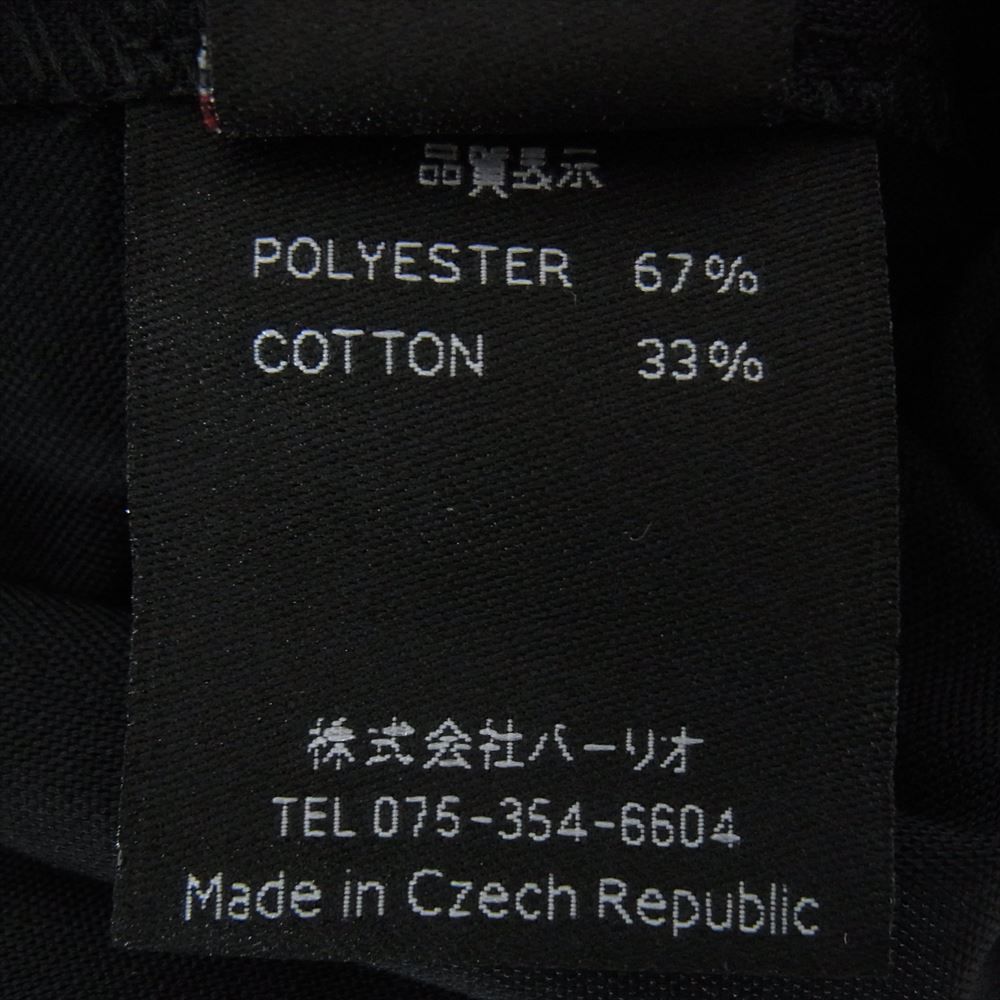 品質表示
POLYESTER 67%
COTTON 33%
株式会社バーリオ
TEL 075-354-6604
Made in Czech Republic